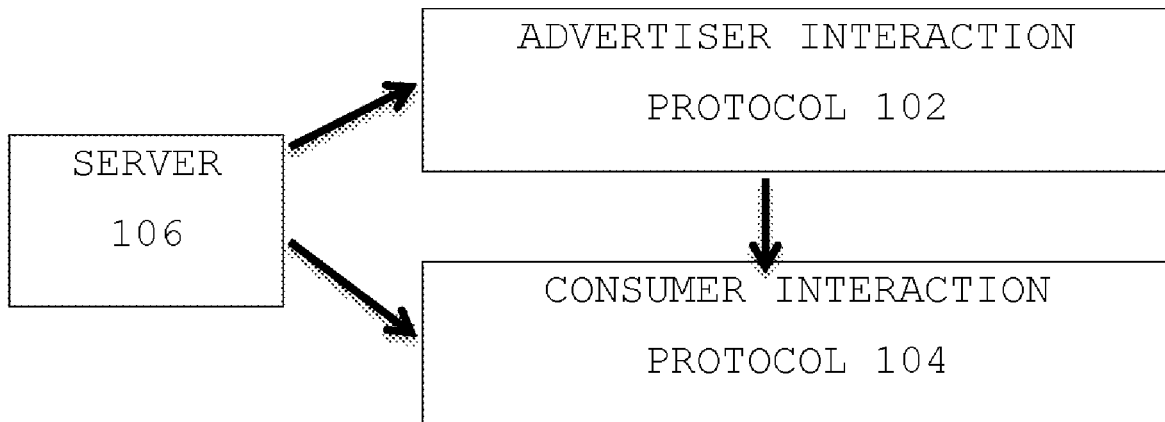 ADVERTISER INTERACTION
PROTOCOL 102
SERVER
106
CONSUMER INTERACTION
PROTOCOL 104